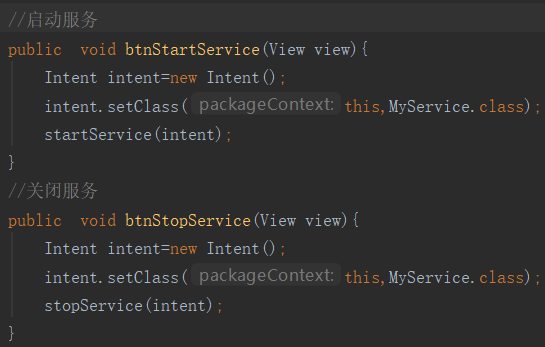 //启动服务
public  void btnStartService(View view){
    Intent intent=new Intent();
    intent.setClass( packageContext: this,MyService.class);
    startService(intent);
}
//关闭服务
public  void btnStopService(View view){
    Intent intent=new Intent();
    intent.setClass( packageContext: this,MyService.class);
    stopService(intent);
}